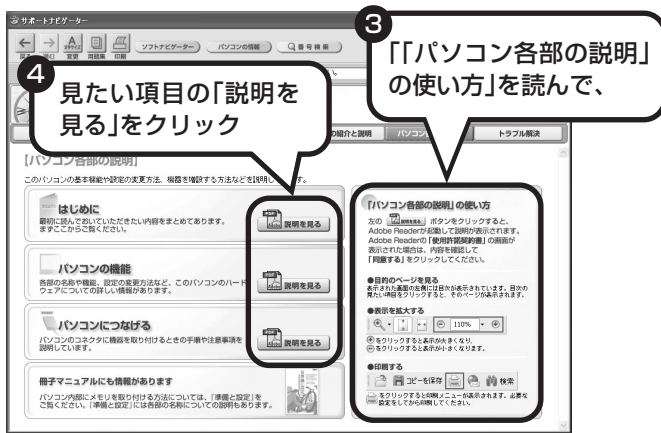 サポートナビゲーター
戻る 進む 変更 用語集 印刷
文字サイズ
ソフトナビゲーター
パソコンの情報
番号検索
❸
「「パソコン各部の説明」
の使い方」を読んで、
❹
見たい項目の「説明を
見る」をクリック
の紹介と説明
パソコン
トラブル解決
[パソコン各部の説明]
このパソコンの基本機能や設定の変更方法、機器を増設する方法などを説明します。
はじめに
最初に読んでおいていただきたい内容をまとめてあります。
まずここからご覧ください。
説明を見る
パソコンの機能
各部の名称や機能、設定の変更方法など、このパソコンのハード
ウェアについての詳しい情報があります。
説明を見る
パソコンにつなげる
パソコンのコネクタに機器を取り付けるときの手順や注意事項を
説明しています。
説明を見る
冊子マニュアルにも情報があります
パソコン内部にメモリを取り付ける方法については、『準備と設定』を
ご覧ください。『準備と設定』には各部の名称についての説明もあります。
「パソコン各部の説明」の使い方
左の 説明を見る ボタンをクリックすると、
Adobe Readerが起動して説明が表示されます。
Adobe Readerの「使用許諾契約書」の画面が
表示された場合は、内容を確認して
「同意する」をクリックしてください。
●目的のページを見る
表示された画面の左側には目次が表示されています。目次の
見たい項目をクリックすると、そのページが表示されます。
●表示を拡大する
110%
⊕をクリックすると表示が大きくなり、
⊖をクリックすると表示が小さくなります。
●印刷する
コピーを保存 検索
をクリックすると印刷メニューが表示されます。必要な
設定をしてから印刷してください。